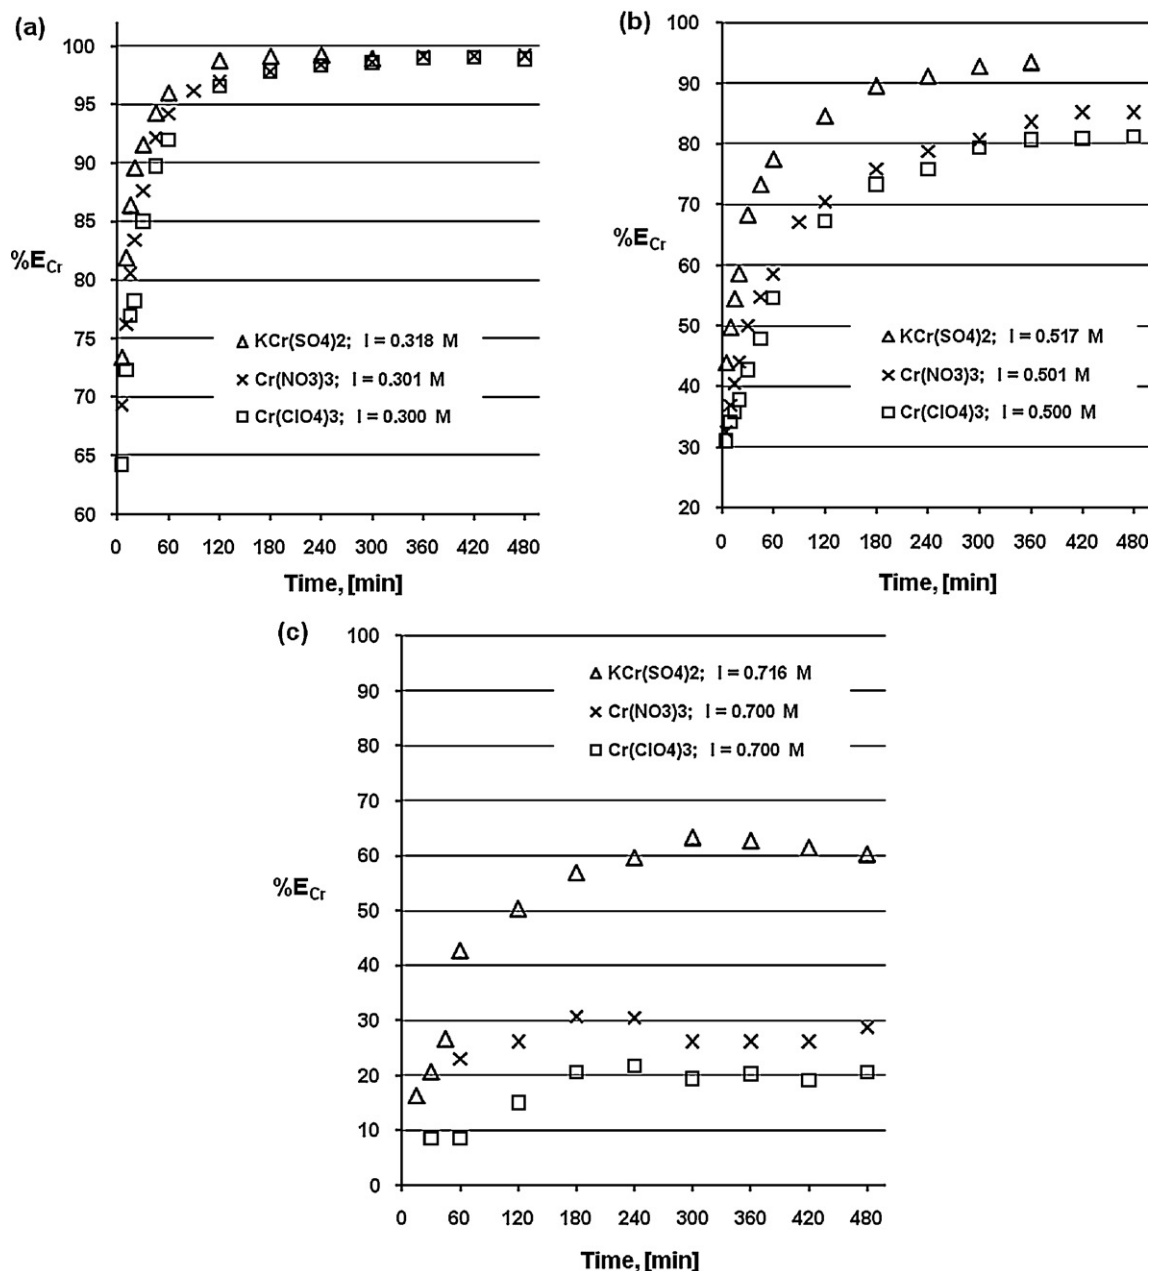 (a)
100
95
90
85
80
75
70
65
60
%ECr
KCr(SO4)2; I = 0.318 M
Cr(NO3)3; I = 0.301 M
Cr(ClO4)3; I = 0.300 M
0 60 120 180 240 300 360 420 480
Time, [min]
(b)
100
90
80
70
60
50
40
30
20
%ECr
KCr(SO4)2; I = 0.517 M
Cr(NO3)3; I = 0.501 M
Cr(ClO4)3; I = 0.500 M
0 60 120 180 240 300 360 420 480
Time, [min]
(c)
100
90
80
70
60
50
40
30
20
10
0
%ECr
KCr(SO4)2; I = 0.716 M
Cr(NO3)3; I = 0.700 M
Cr(ClO4)3; I = 0.700 M
0 60 120 180 240 300 360 420 480
Time, [min]